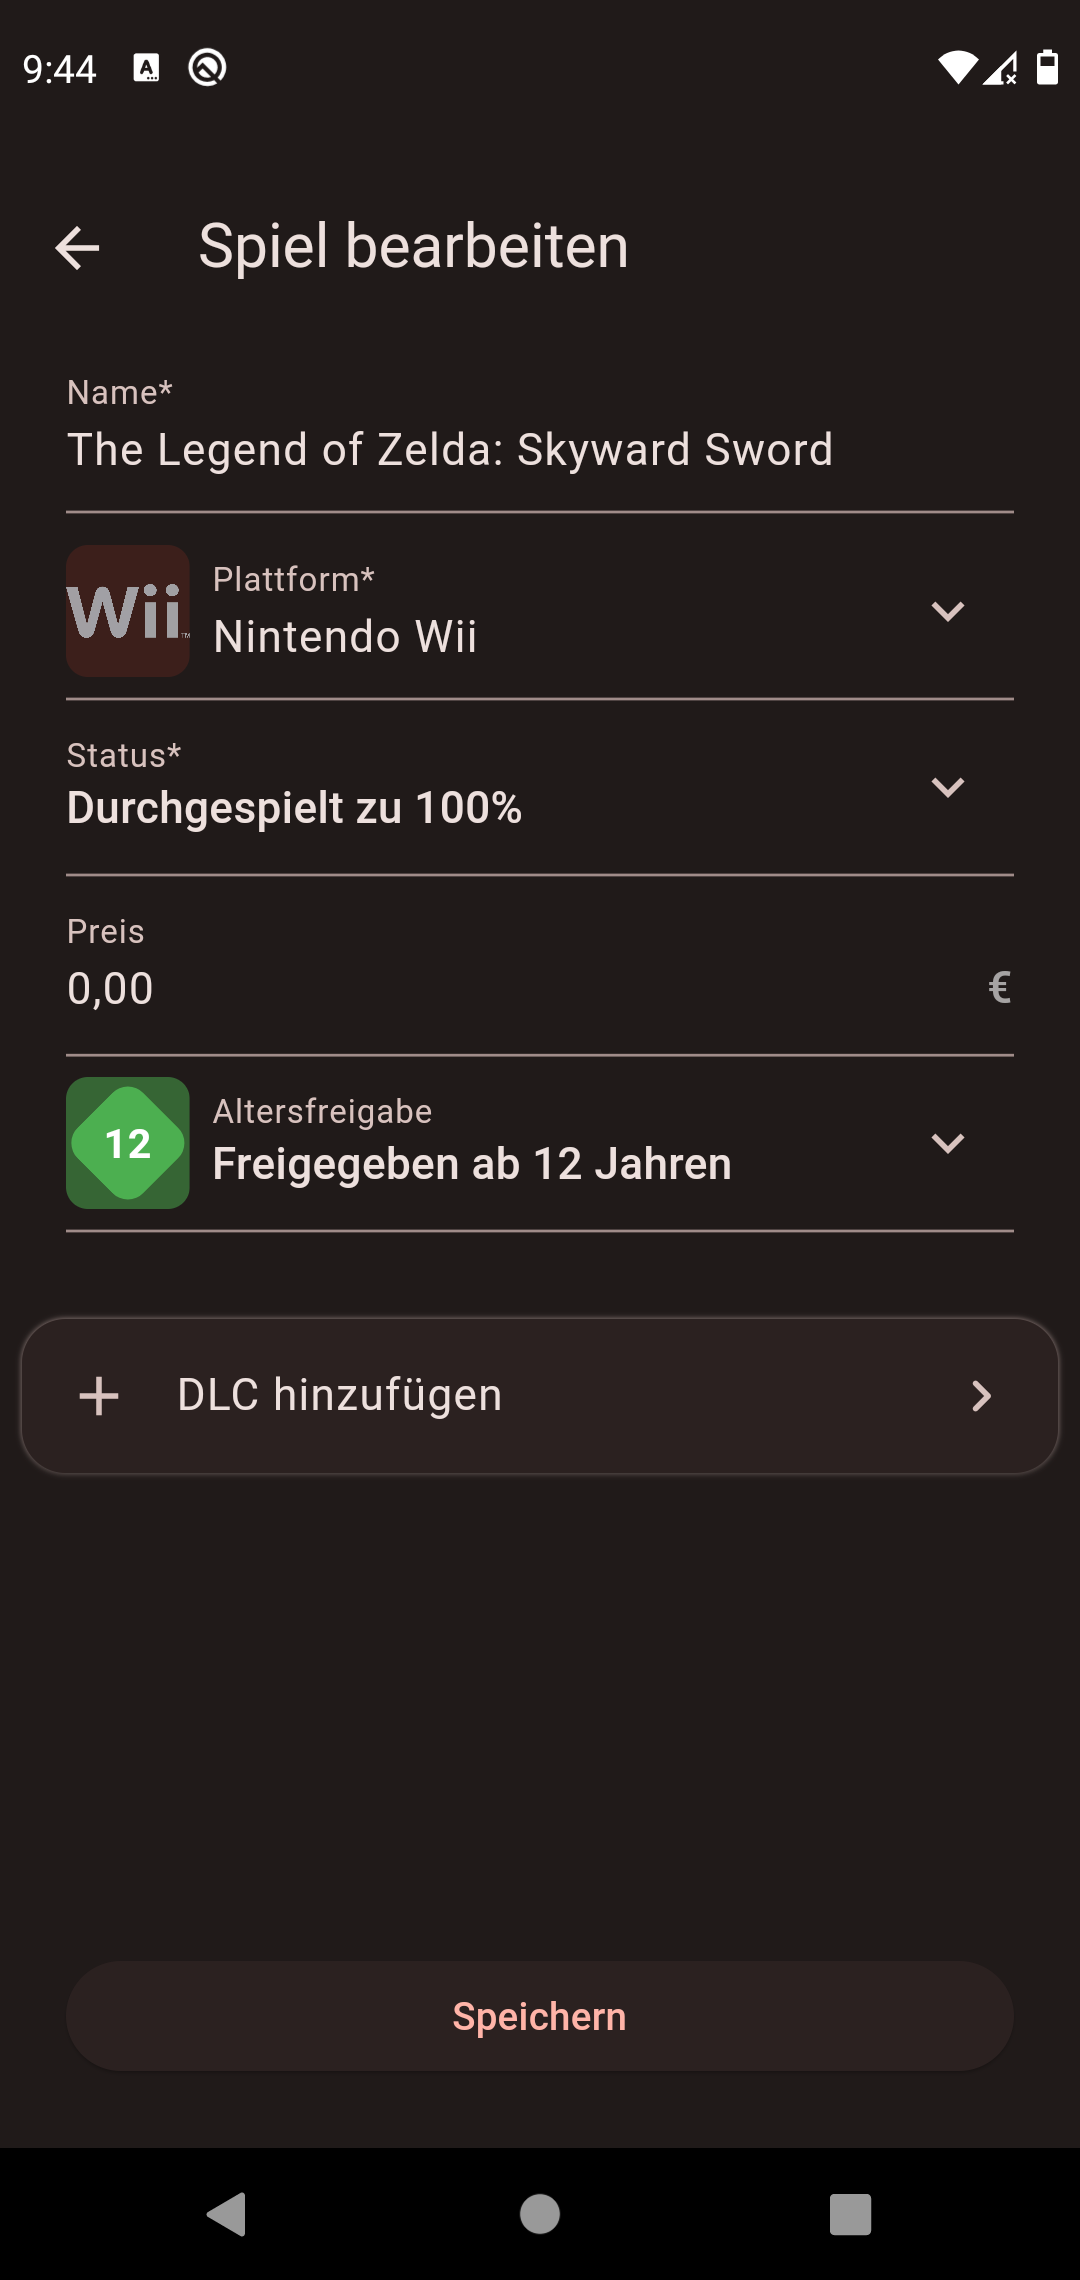 9:44
Spiel bearbeiten
Name*
The Legend of Zelda: Skyward Sword
Wii™
Plattform*
Nintendo Wii
Status*
Durchgespielt zu 100%
Preis
0,00
€
12
Altersfreigabe
Freigegeben ab 12 Jahren
DLC hinzufügen
Speichern